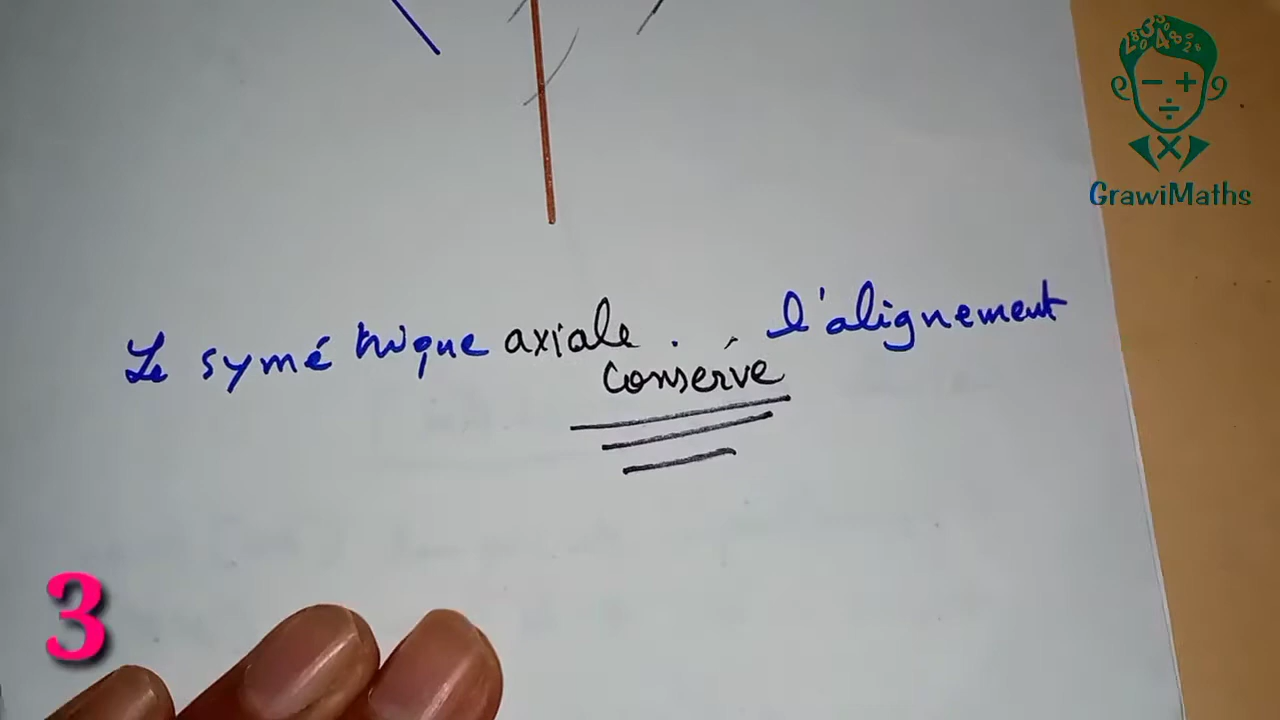 GrawiMaths
Le symétrique axiale . . l'alignement
conserve
3